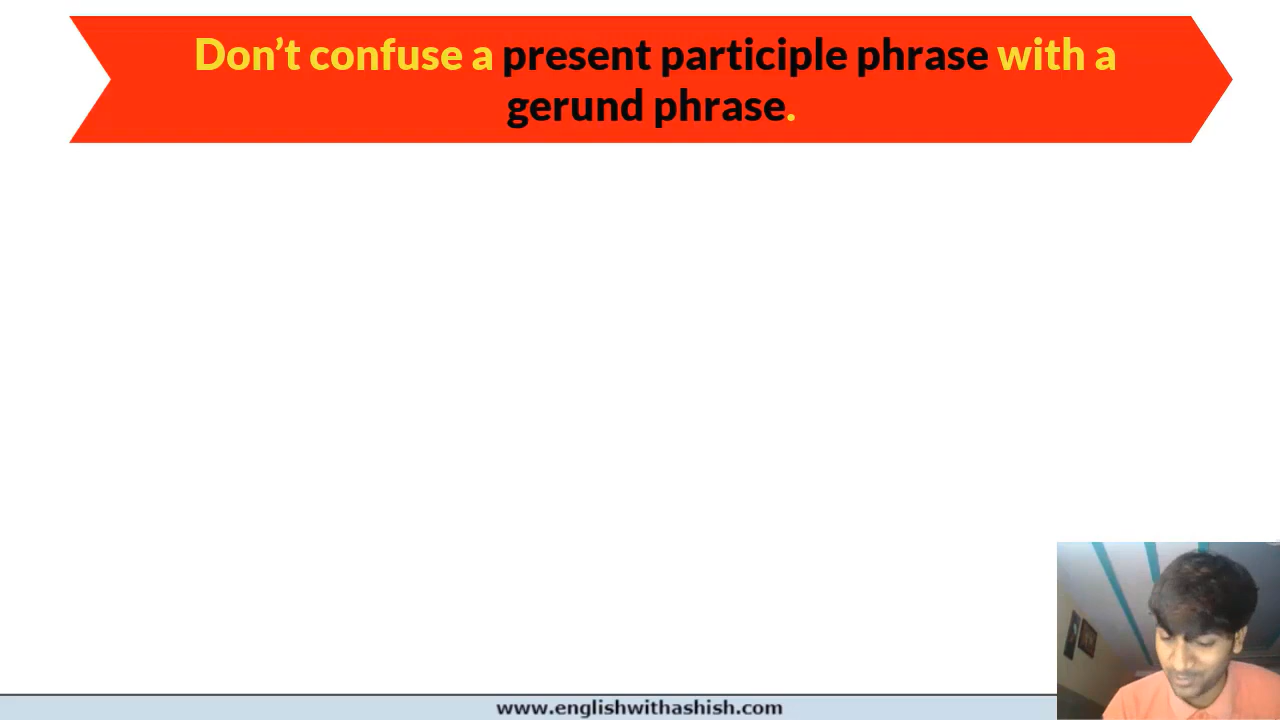 Don’t confuse a present participle phrase with a
gerund phrase.
www.englishwithashish.com